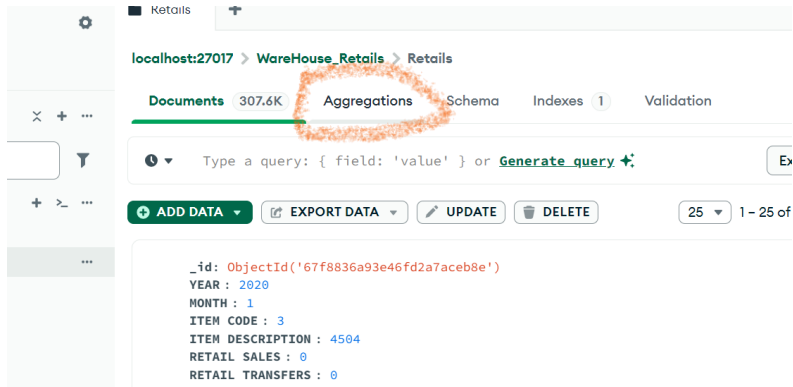 Retails
localhost:27017 > WareHouse_Retails > Retails
Documents 307.6K Aggregations Schema Indexes 1 Validation
Type a query: { field: 'value' } or Generate query
Ex
ADD DATA EXPORT DATA UPDATE DELETE 25 1 – 25 of
_id: ObjectId('67f8836a93e46fd2a7aceb8e')
YEAR : 2020
MONTH : 1
ITEM CODE : 3
ITEM DESCRIPTION : 4504
RETAIL SALES : 0
RETAIL TRANSFERS : 0